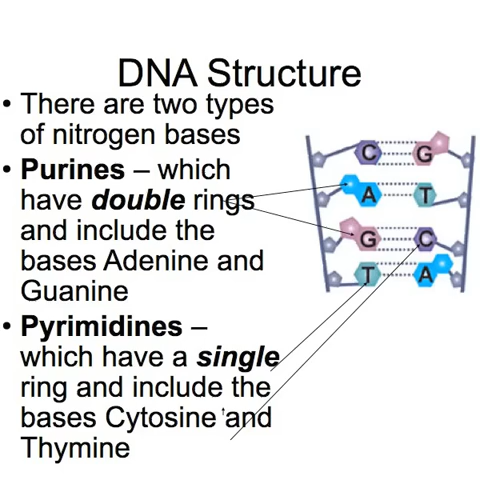 DNA Structure
• There are two types
of nitrogen bases
• Purines – which
have double rings
and include the
bases Adenine and
Guanine
• Pyrimidines –
which have a single
ring and include the
bases Cytosine and
Thymine
C G
A T
G C
T A